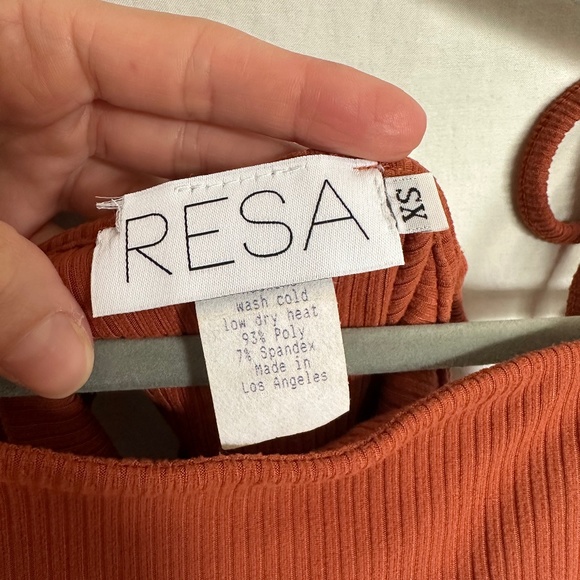 RESA
XS
wash cold
low dry heat
93% Poly
7% Spandex
Made in
Los Angeles